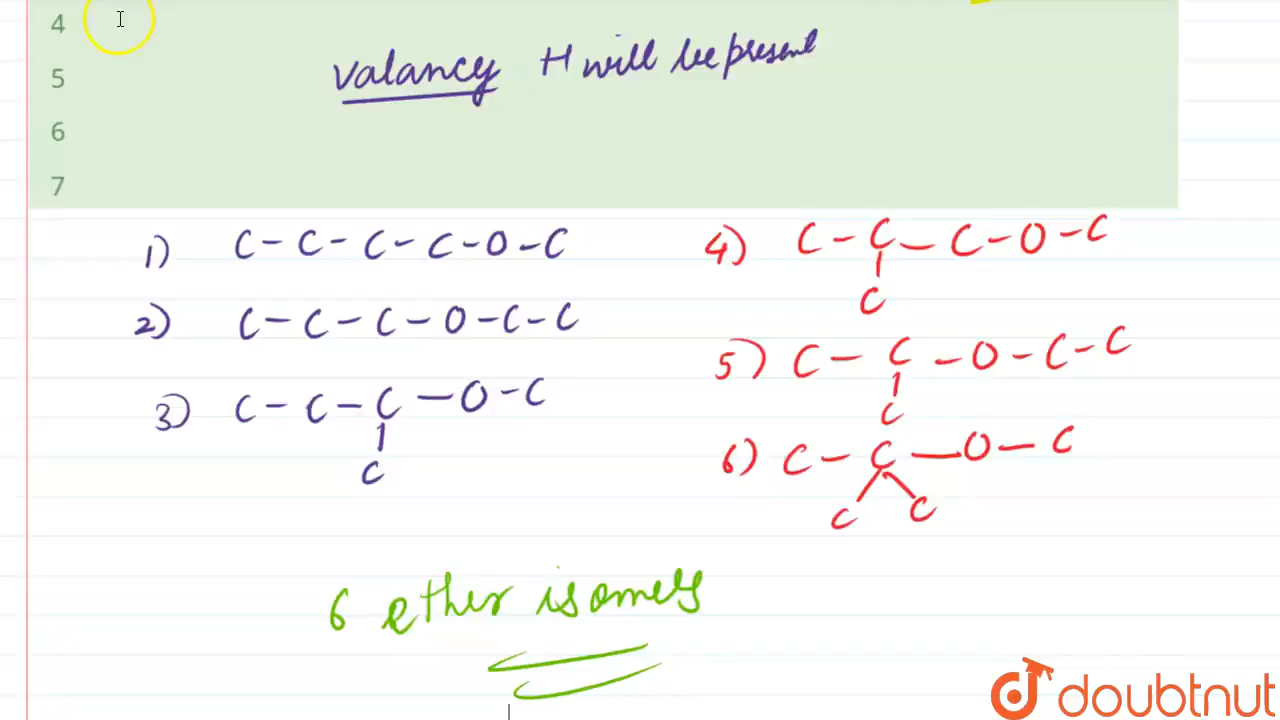 4
valancy H will be present
5
6
7
1) C - C - C - C - O - C
2) C - C - C - O - C - C
3) C - C - C - O - C
C
4) C - C - C - O - C
C
5) C - C - O - C - C
C
6) C - C - O - C
C C
6 ether isomers
doubtnut